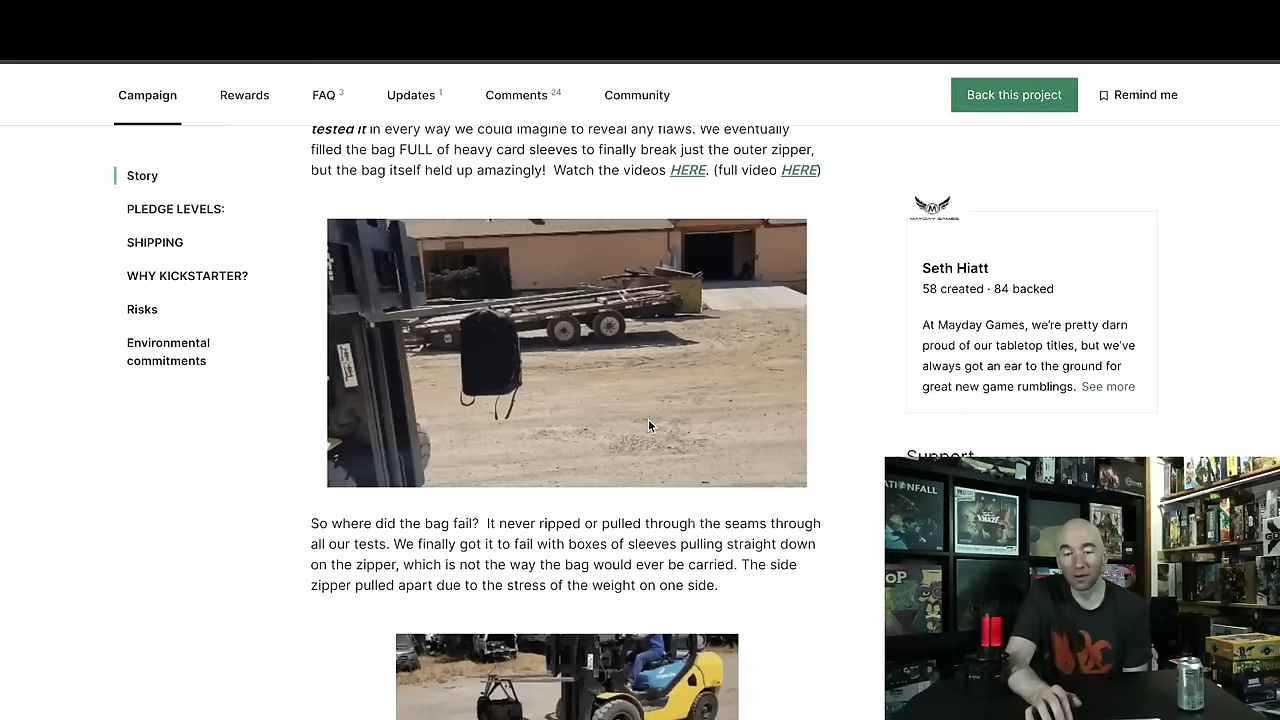 Campaign
Rewards
FAQ 3
Updates 1
Comments 24
Community
Back this project
Remind me
Story
PLEDGE LEVELS:
SHIPPING
WHY KICKSTARTER?
Risks
Environmental
commitments
tested it in every way we could imagine to reveal any flaws. We eventually
filled the bag FULL of heavy card sleeves to finally break just the outer zipper,
but the bag itself held up amazingly! Watch the videos HERE. (full video HERE)
So where did the bag fail? It never ripped or pulled through the seams through
all our tests. We finally got it to fail with boxes of sleeves pulling straight down
on the zipper, which is not the way the bag would ever be carried. The side
zipper pulled apart due to the stress of the weight on one side.
MAYDAY GAMES
Seth Hiatt
58 created · 84 backed
At Mayday Games, we’re pretty darn
proud of our tabletop titles, but we’ve
always got an ear to the ground for
great new game rumblings. See more
Support